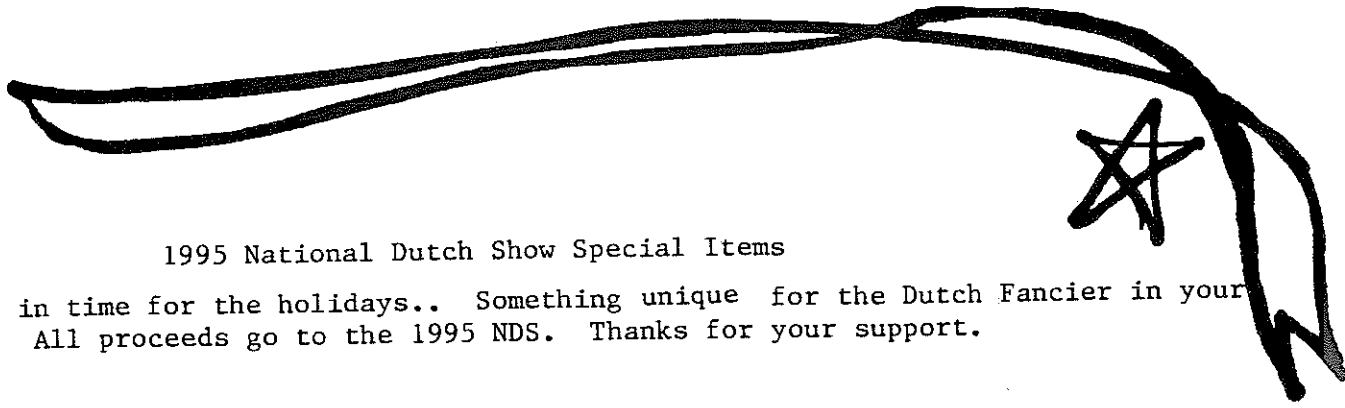 1995 National Dutch Show Special Items
in time for the holidays.. Something unique for the Dutch Fancier in your
All proceeds go to the 1995 NDS. Thanks for your support.